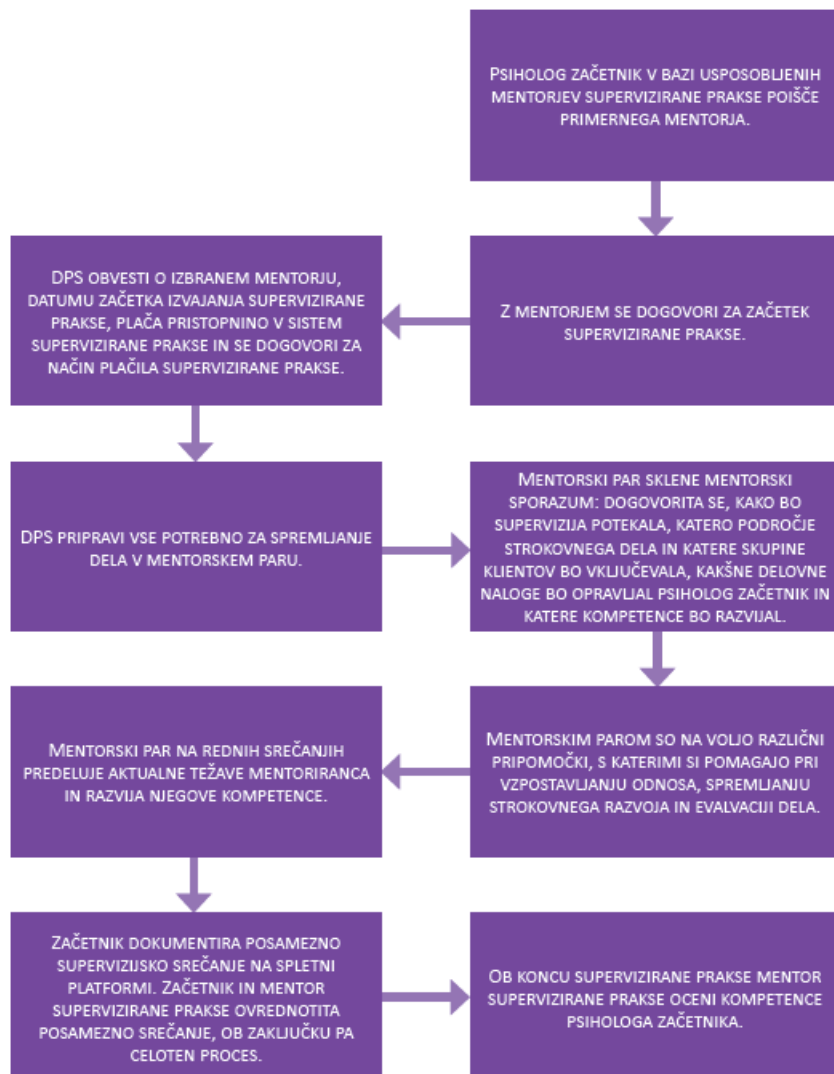 PSIHOLOG ZAČETNIK V BAZI USPOSOBLJENIH
MENTORJEV SUPERVIZIRANE PRAKSE POIŠČE
PRIMERNEGA MENTORJA.
Z MENTORJEM SE DOGOVORI ZA ZAČETEK
SUPERVIZIRANE PRAKSE.
DPS OBVESTI O IZBRANEM MENTORJU,
DATUMU ZAČETKA IZVAJANJA SUPERVIZIRANE
PRAKSE, PLAČA PRISTOPNINO V SISTEM
SUPERVIZIRANE PRAKSE IN SE DOGOVORI ZA
NAČIN PLAČILA SUPERVIZIRANE PRAKSE.
DPS PRIPRAVI VSE POTREBNO ZA SPREMLJANJE
DELA V MENTORSKEM PARU.
MENTORSKI PAR SKLENE MENTORSKI
SPORAZUM: DOGOVORITA SE, KAKO BO
SUPERVIZIJA POTEKALA, KATERO PODROČJE
STROKOVNEGA DELA IN KATERE SKUPINE
KLIENTOV BO VKLJUČEVALA, KAKŠNE DELOVNE
NALOGE BO OPRAVLJAL PSIHOLOG ZAČETNIK IN
KATERE KOMPETENCE BO RAZVIJAL.
MENTORSKIM PAROM SO NA VOLJO RAZLIČNI
PRIPOMOČKI, S KATERIMI SI POMAGAJO PRI
VZPOSTAVLJANJU ODNOSA, SPREMLJANJU
STROKOVNEGA RAZVOJA IN EVALVACIJI DELA.
MENTORSKI PAR NA REDNIH SREČANJIH
PREDELUJE AKTUALNE TEŽAVE MENTORIRANCA
IN RAZVIJA NJEGOVE KOMPETENCE.
ZAČETNIK DOKUMENTIRA POSAMEZNO
SUPERVIZIJSKO SREČANJE NA SPLETNI
PLATFORMI. ZAČETNIK IN MENTOR
SUPERVIZIRANE PRAKSE OVREDNOTITA
POSAMEZNO SREČANJE, OB ZAKLJUČKU PA
CELOTEN PROCES.
OB KONCU SUPERVIZIRANE PRAKSE MENTOR
SUPERVIZIRANE PRAKSE OCENI KOMPETENCE
PSIHOLOGA ZAČETNIKA.